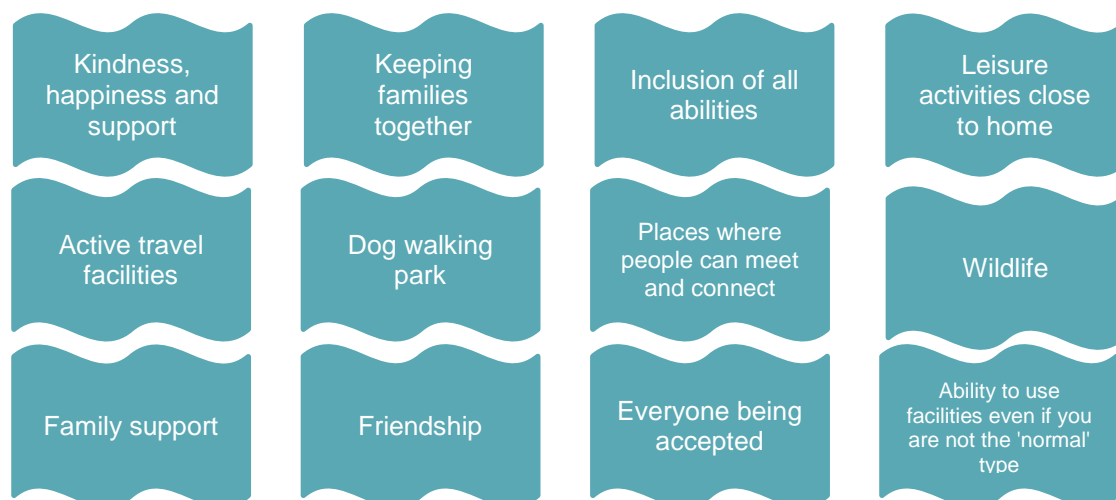 Kindness,
happiness and
support
Keeping
families
together
Inclusion of all
abilities
Leisure
activities close
to home
Active travel
facilities
Dog walking
park
Places where
people can meet
and connect
Wildlife
Family support
Friendship
Everyone being
accepted
Ability to use
facilities even if you
are not the 'normal'
type